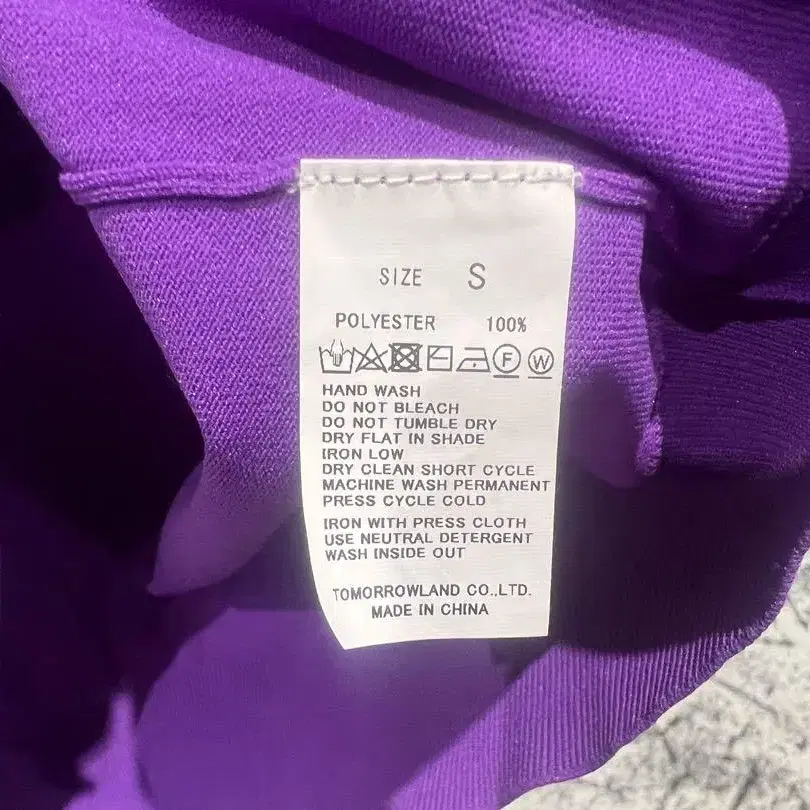 SIZE S
POLYESTER 100%
F W
HAND WASH
DO NOT BLEACH
DO NOT TUMBLE DRY
DRY FLAT IN SHADE
IRON LOW
DRY CLEAN SHORT CYCLE
MACHINE WASH PERMANENT
PRESS CYCLE COLD
IRON WITH PRESS CLOTH
USE NEUTRAL DETERGENT
WASH INSIDE OUT
TOMORROWLAND CO.,LTD.
MADE IN CHINA